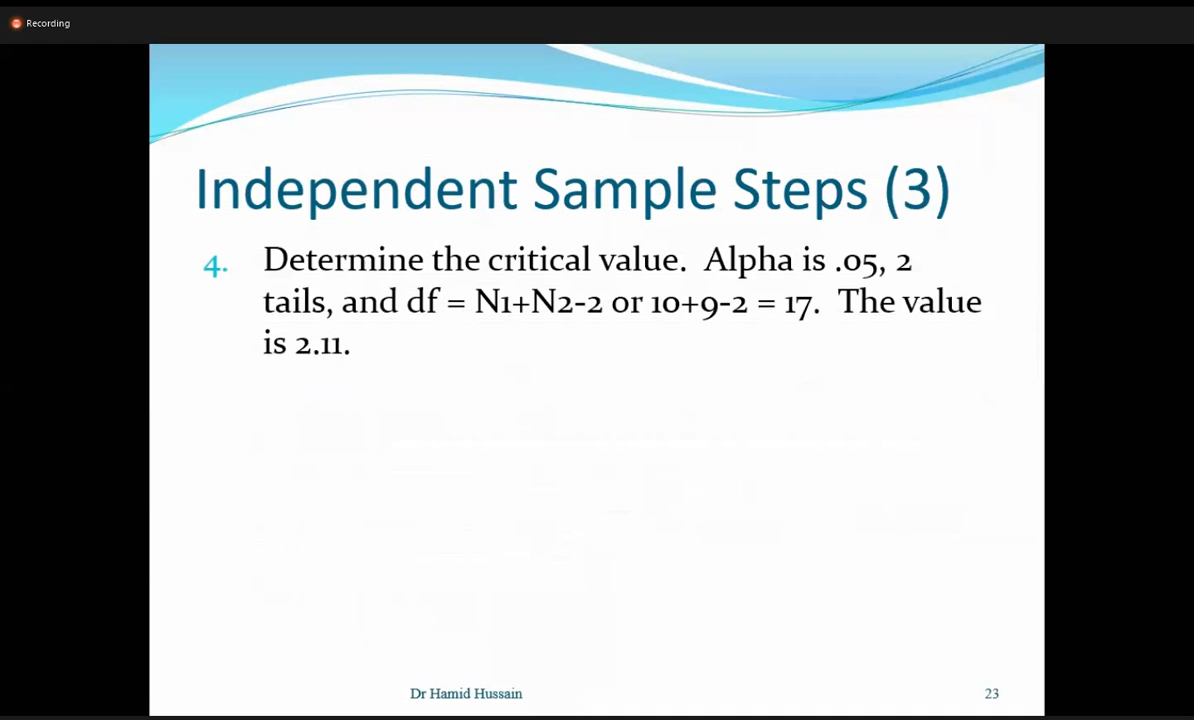 Recording
Independent Sample Steps (3)
4. Determine the critical value. Alpha is .05, 2
tails, and df = N1+N2-2 or 10+9-2 = 17. The value
is 2.11.
Dr Hamid Hussain
23